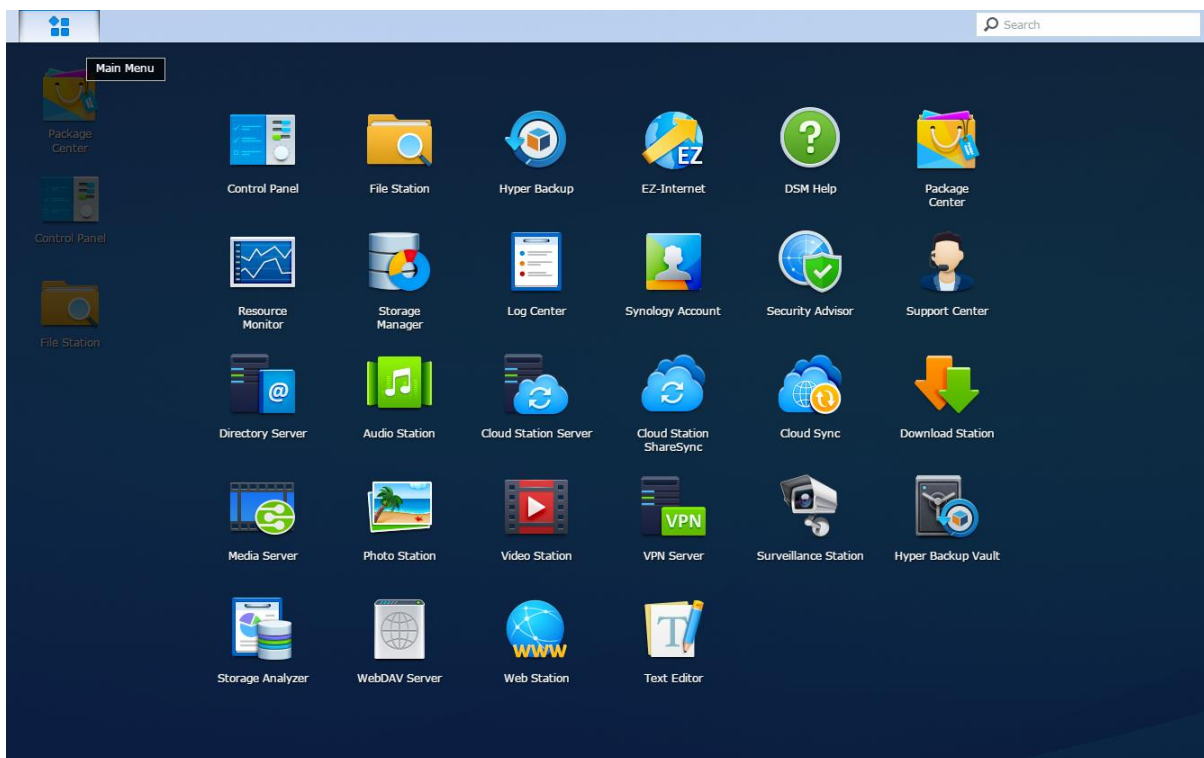 Search
Main Menu
Package
Center
Control Panel
File Station
EZ
Control Panel
File Station
Hyper Backup
EZ-Internet
DSM Help
Package
Center
Resource
Monitor
Storage
Manager
Log Center
Synology Account
Security Advisor
Support Center
@
Directory Server
Audio Station
Cloud Station Server
Cloud Station
ShareSync
Cloud Sync
Download Station
VPN
Media Server
Photo Station
Video Station
VPN Server
Surveillance Station
Hyper Backup Vault
WWW
T
Storage Analyzer
WebDAV Server
Web Station
Text Editor